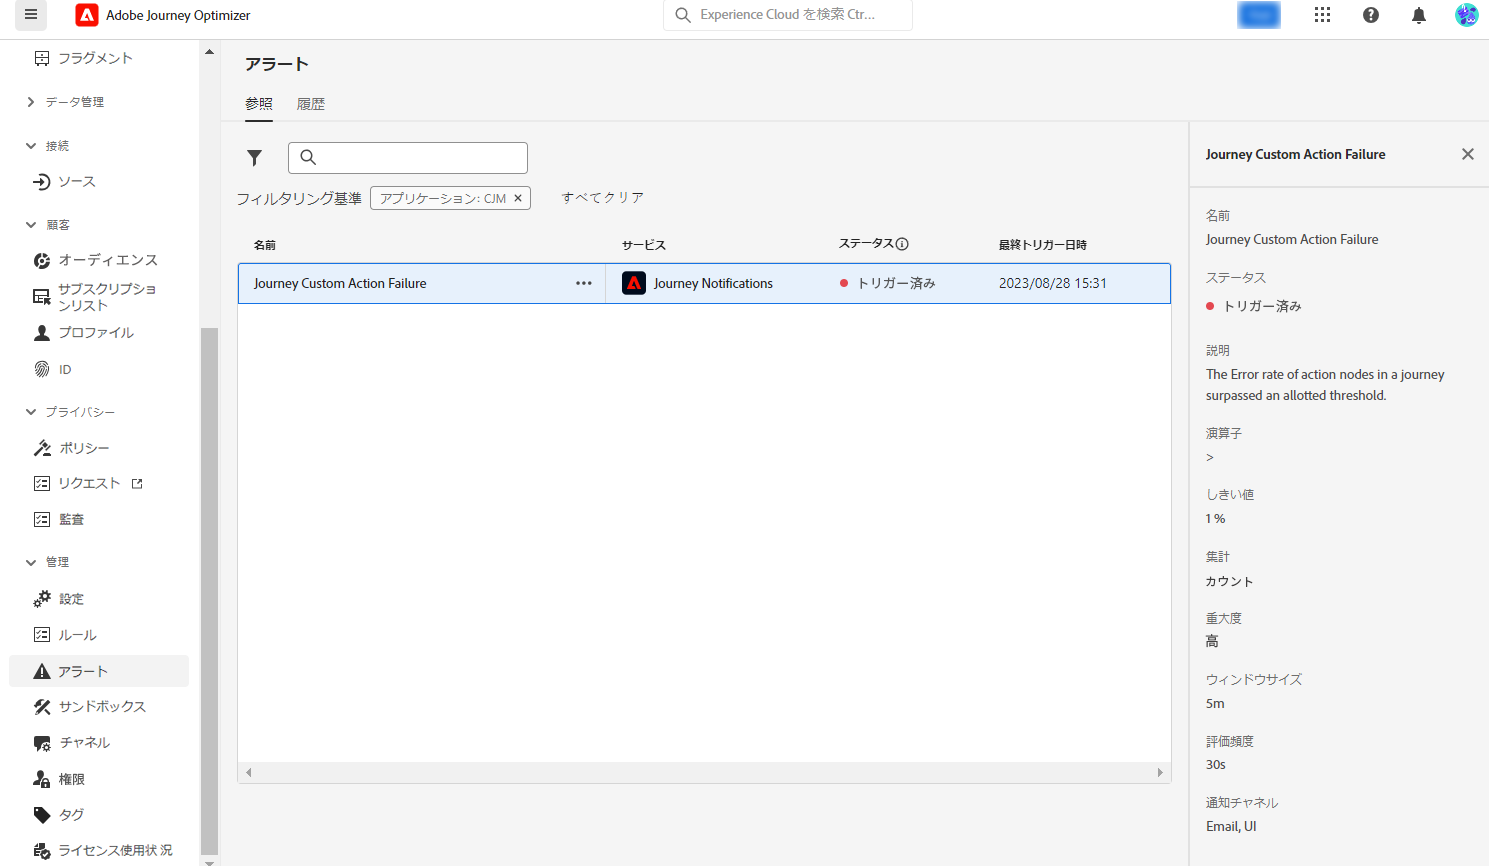 Adobe Journey Optimizer
Experience Cloud を検索 Ctr...
フラグメント
データ管理
接続
ソース
顧客
オーディエンス
サブスクリプショ
ンリスト
プロファイル
ID
プライバシー
ポリシー
リクエスト
監査
管理
設定
ルール
アラート
サンドボックス
チャネル
権限
タグ
ライセンス使用状況
アラート
参照 履歴
フィルタリング基準 アプリケーション: CJM すべてクリア
名前 サービス ステータス 最終トリガー日時
Journey Custom Action Failure Journey Notifications トリガー済み 2023/08/28 15:31
Journey Custom Action Failure
名前
Journey Custom Action Failure
ステータス
トリガー済み
説明
The Error rate of action nodes in a journey
surpassed an allotted threshold.
演算子
>
しきい値
1 %
集計
カウント
重大度
高
ウィンドウサイズ
5m
評価頻度
30s
通知チャネル
Email, UI